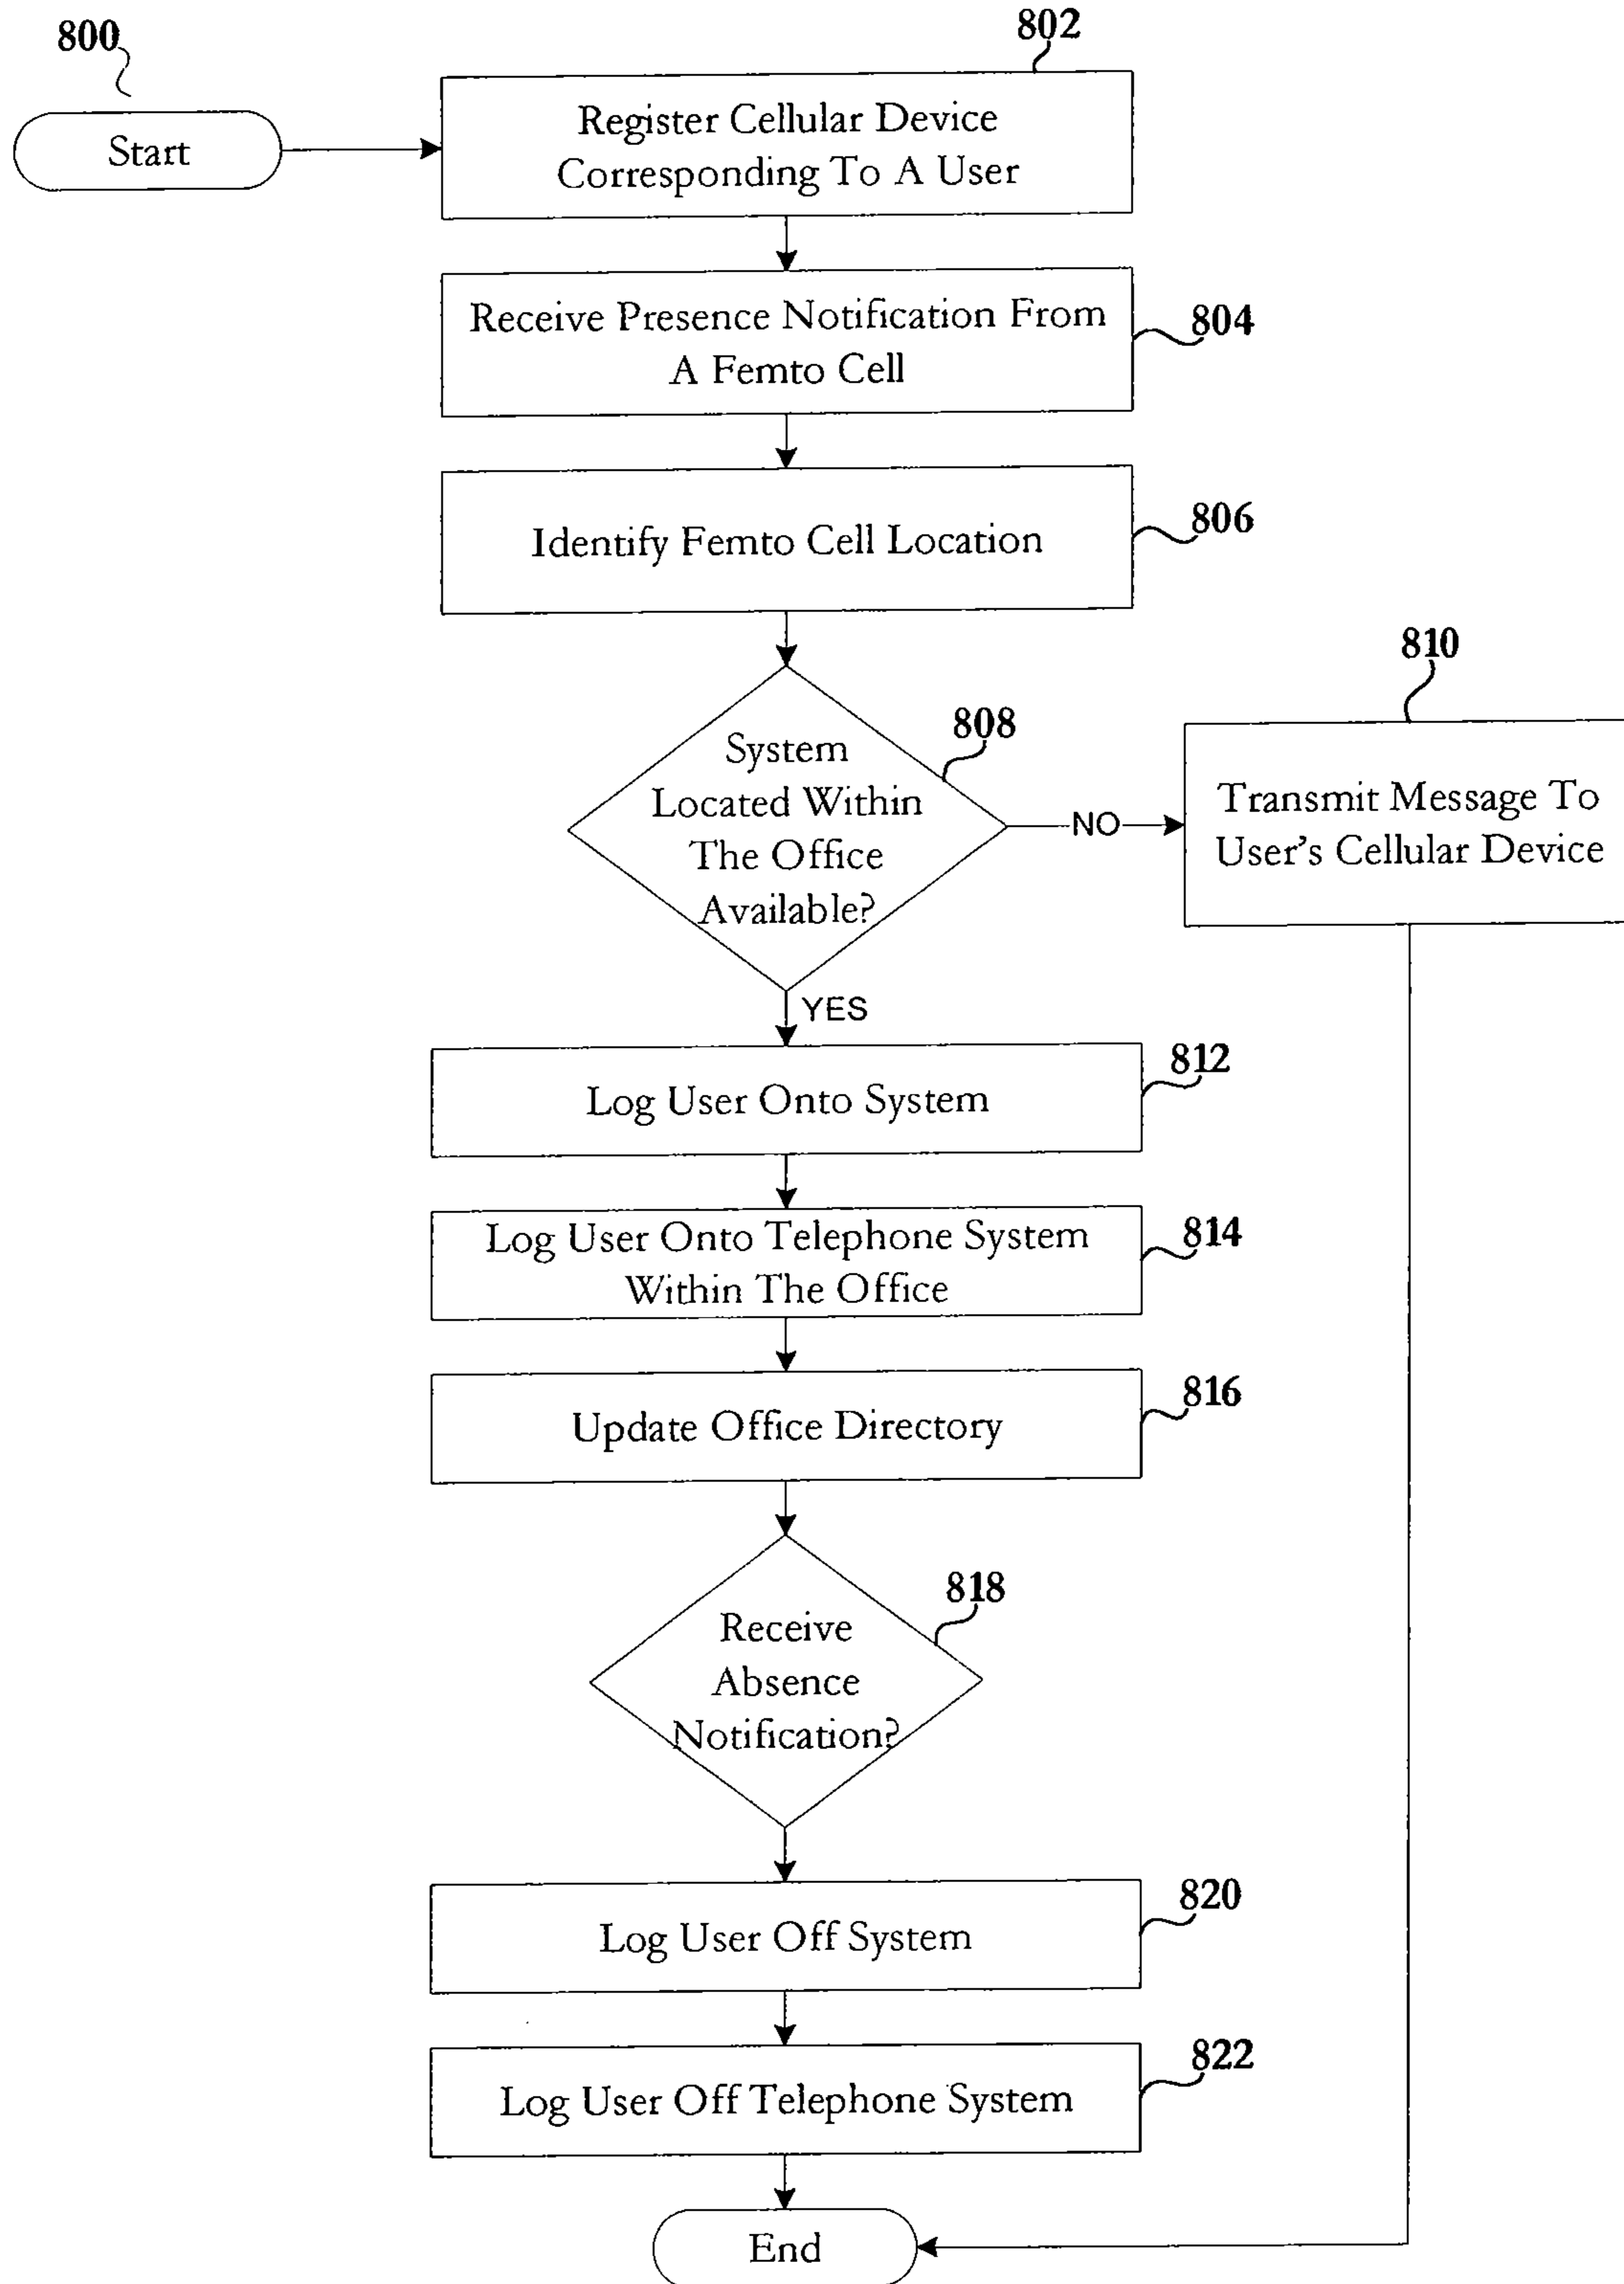 800
Start
802
Register Cellular Device
Corresponding To A User
Receive Presence Notification From
A Femto Cell
804
Identify Femto Cell Location
806
System
Located Within
The Office
Available?
808
NO
810
Transmit Message To
User's Cellular Device
YES
Log User Onto System
812
Log User Onto Telephone System
Within The Office
814
Update Office Directory
816
Receive
Absence
Notification?
818
Log User Off System
820
Log User Off Telephone System
822
End